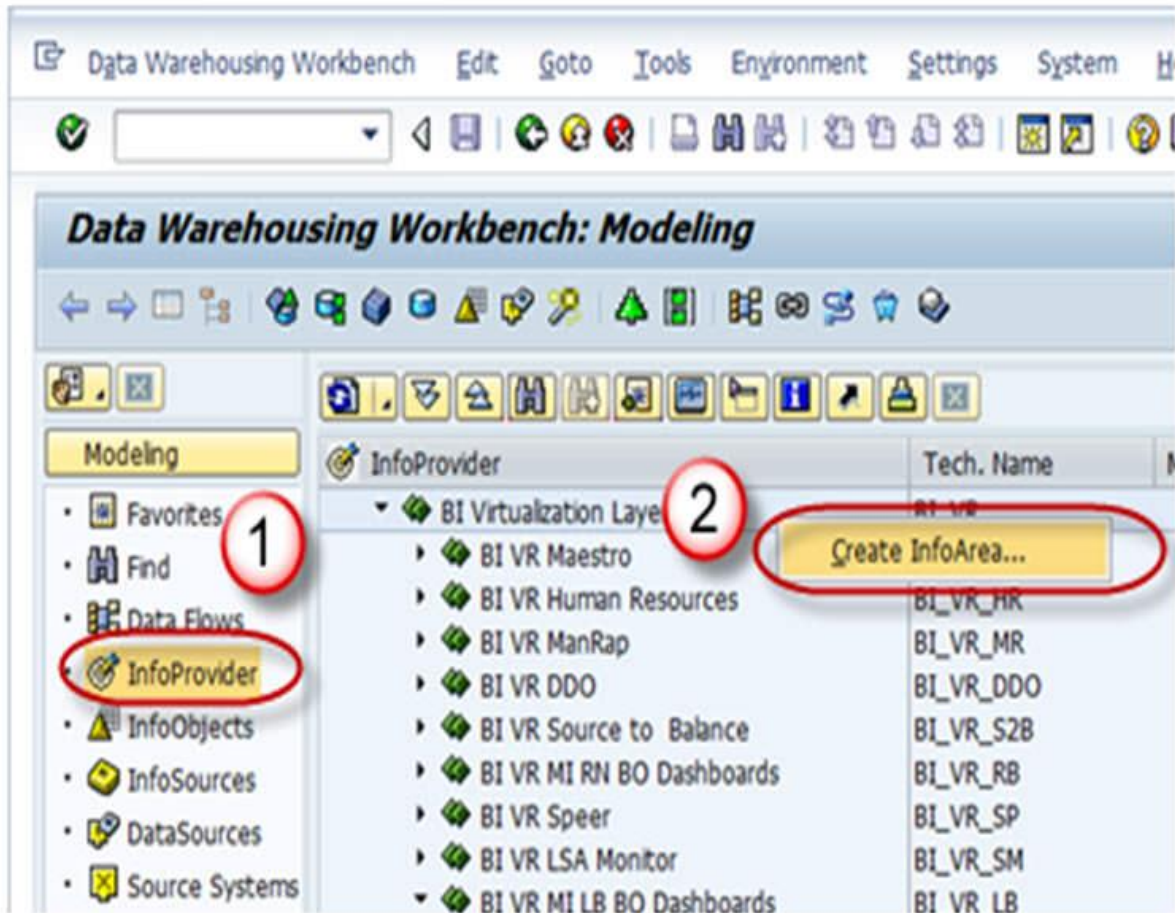 Data Warehousing Workbench Edit Goto Tools Environment Settings System
Data Warehousing Workbench: Modeling
Modeling
InfoProvider Tech. Name
Favorites
1
Find
Data Flows
InfoProvider
InfoObjects
InfoSources
DataSources
Source Systems
BI Virtualization Laye BI_VR
2
Create InfoArea...
BI VR Maestro
BI VR Human Resources BI_VR_HR
BI VR ManRap BI_VR_MR
BI VR DDO BI_VR_DDO
BI VR Source to Balance BI_VR_S2B
BI VR MI RN BO Dashboards BI_VR_RB
BI VR Speer BI_VR_SP
BI VR LSA Monitor BI_VR_SM
BI VR MI LB BO Dashboards BI_VR_LB